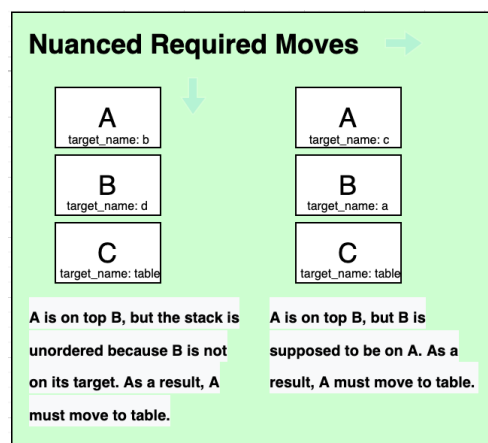 Nuanced Required Moves
A
target_name: b
B
target_name: d
C
target_name: table
A is on top B, but the stack is
unordered because B is not
on its target. As a result, A
must move to table.
A
target_name: c
B
target_name: a
C
target_name: table
A is on top B, but B is
supposed to be on A. As a
result, A must move to table.